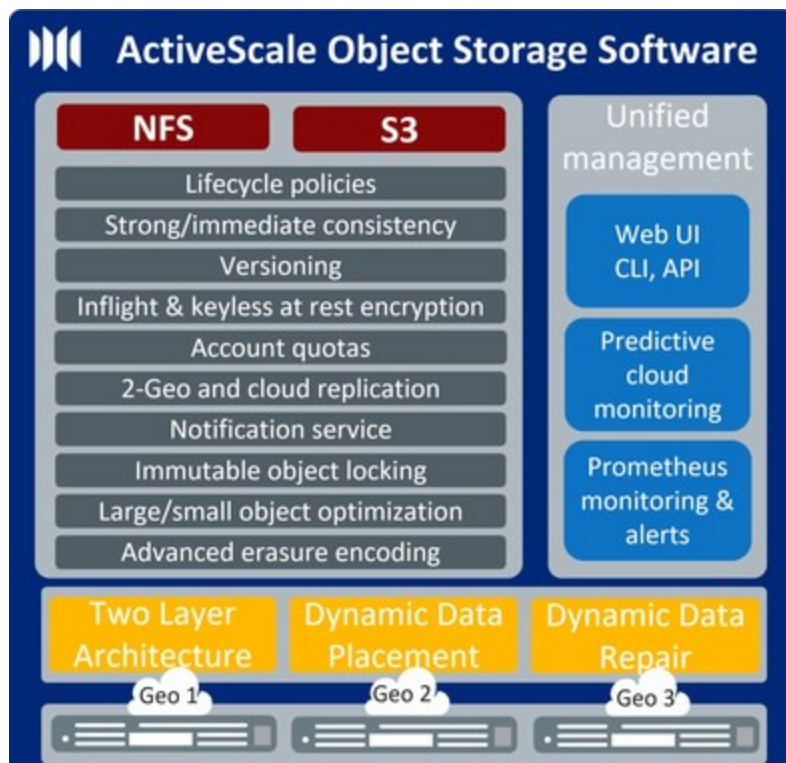 ActiveScale Object Storage Software
NFS
S3
Lifecycle policies
Strong/immediate consistency
Versioning
Inflight & keyless at rest encryption
Account quotas
2-Geo and cloud replication
Notification service
Immutable object locking
Large/small object optimization
Advanced erasure encoding
Unified
management
Web UI
CLI, API
Predictive
cloud
monitoring
Prometheus
monitoring &
alerts
Two Layer
Architecture
Dynamic Data
Placement
Dynamic Data
Repair
Geo 1
Geo 2
Geo 3